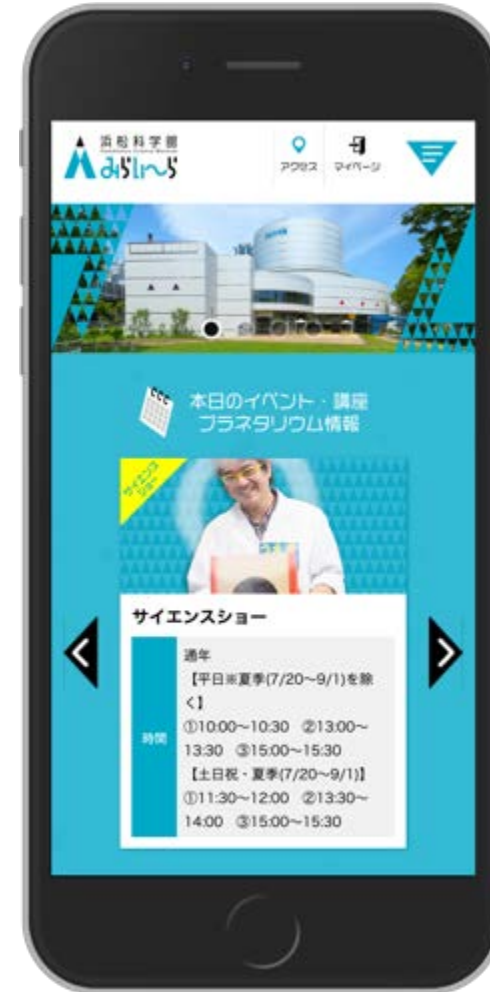 浜松科学館
みらいーら
アクセス
マイページ
本日のイベント・講座
プラネタリウム情報
サイエンス
ショー
サイエンスショー
時間
通年
【平日※夏季(7/20〜9/1)を除
く】
①10:00〜10:30 ②13:00〜
13:30 ③15:00〜15:30
【土日祝・夏季(7/20〜9/1)】
①11:30〜12:00 ②13:30〜
14:00 ③15:00〜15:30